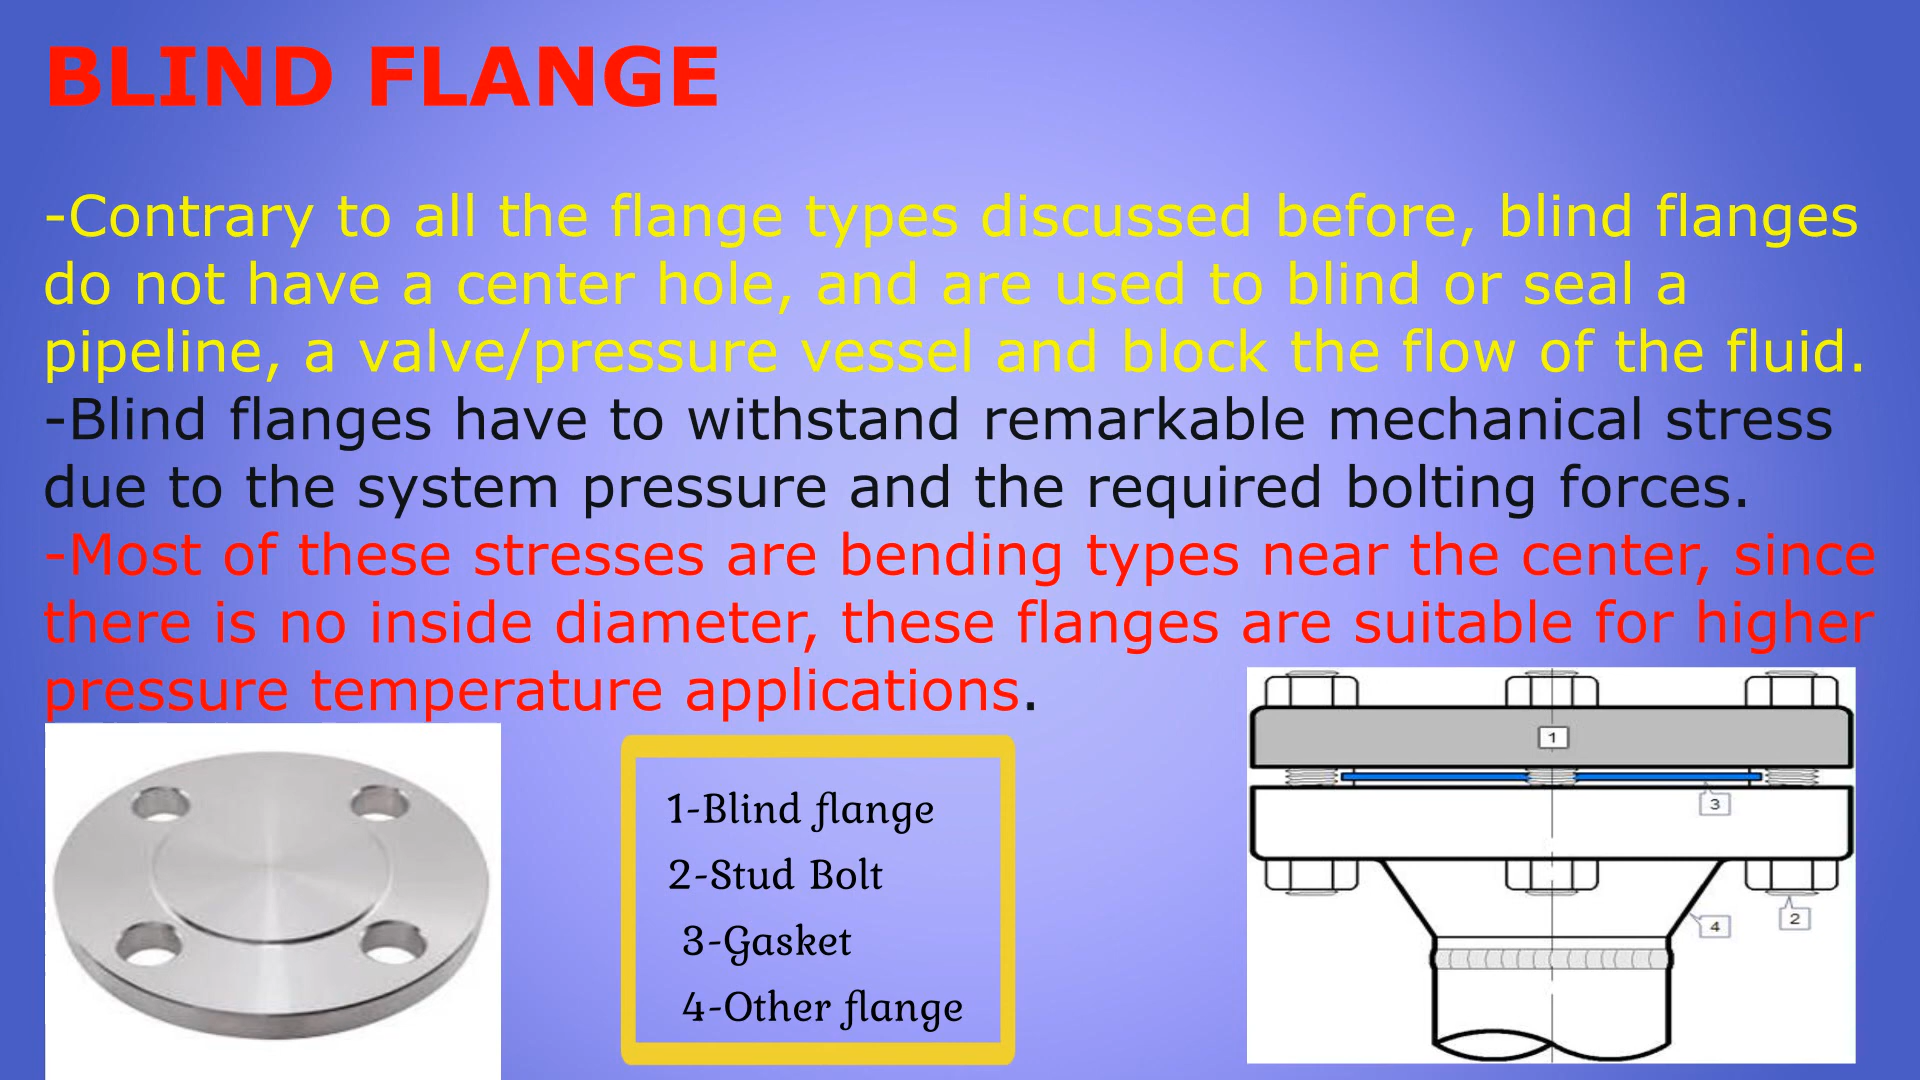 BLIND FLANGE
-Contrary to all the flange types discussed before, blind flanges
do not have a center hole, and are used to blind or seal a
pipeline, a valve/pressure vessel and block the flow of the fluid.
-Blind flanges have to withstand remarkable mechanical stress
due to the system pressure and the required bolting forces.
-Most of these stresses are bending types near the center, since
there is no inside diameter, these flanges are suitable for higher
pressure temperature applications.
1-Blind flange
2-Stud Bolt
3-Gasket
4-Other flange
1
3
2
4